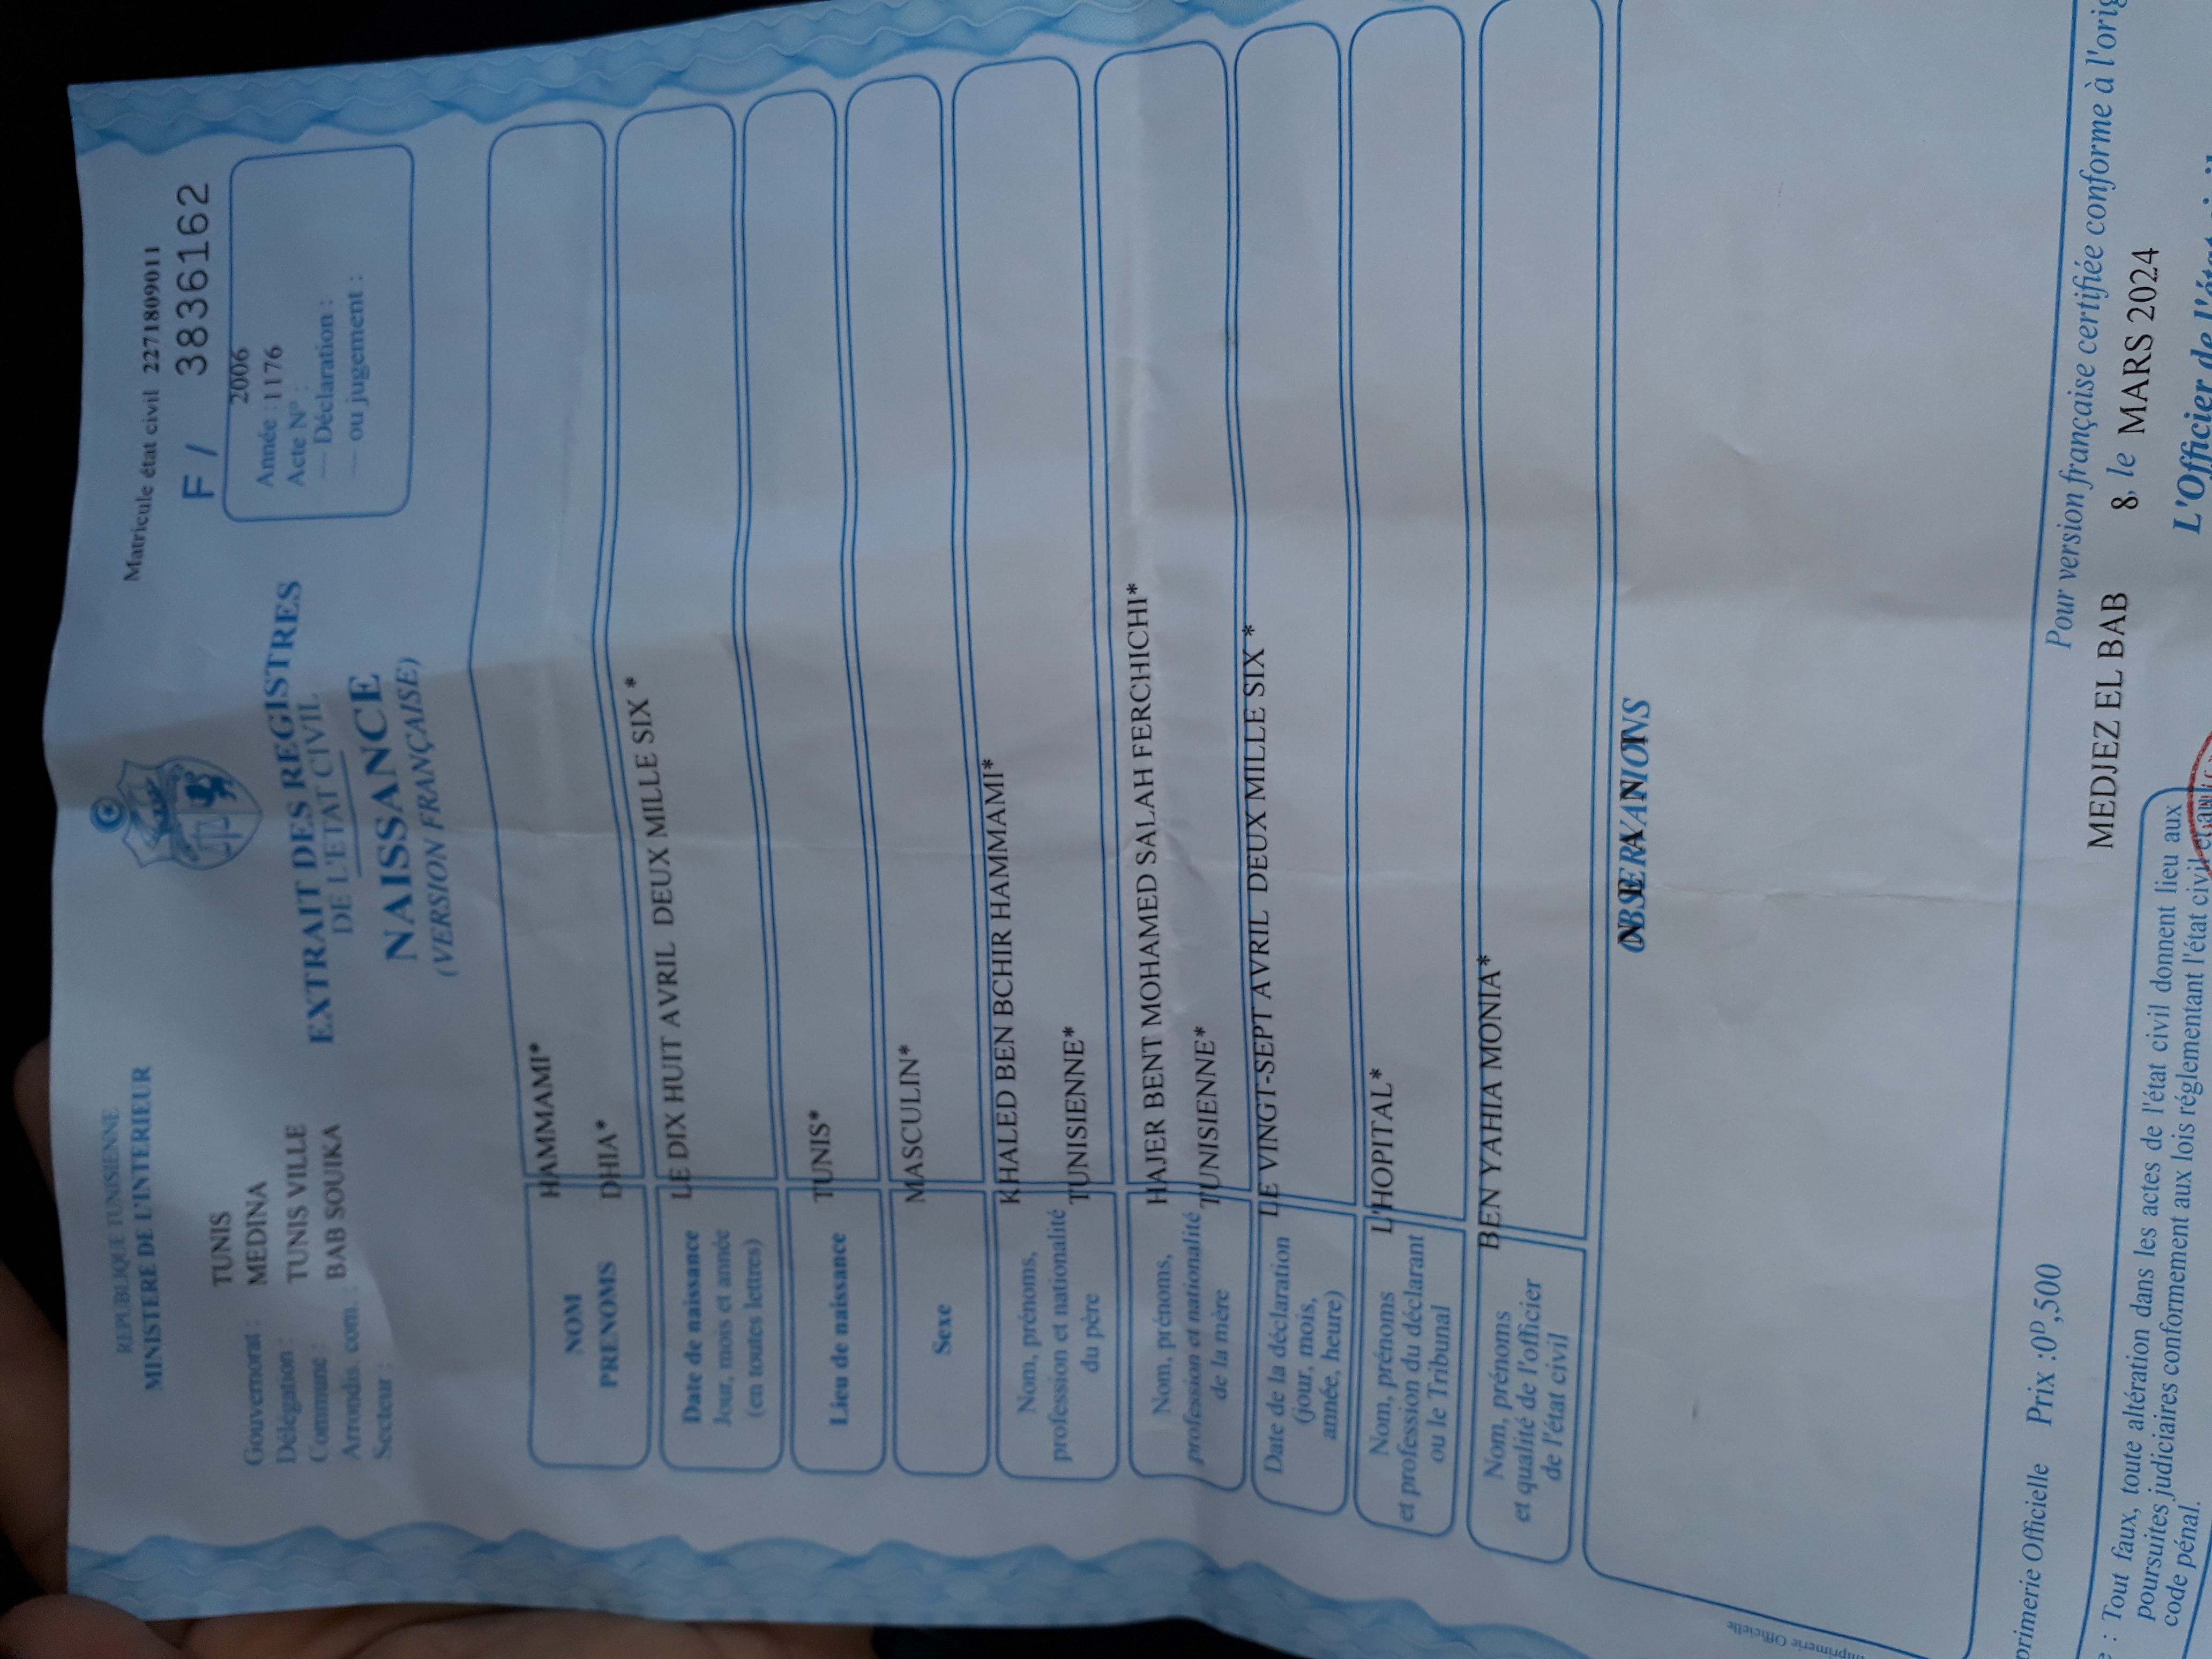 REPUBLIQUE TUNISIENNE
MINISTERE DE L'INTERIEUR
Matricule état civil 2271809011
F / 3836162
TUNIS
Gouvernorat : MEDINA
Délégation : TUNIS VILLE
Commune : BAB SOUIKA
Arrondis. com. :
Secteur :
2006
Année : 1176
Acte N° :
— Déclaration :
— ou jugement :
EXTRAIT DES REGISTRES
DE L'ETAT CIVIL
NAISSANCE
(VERSION FRANÇAISE)
NOM HAMMAMI*
PRENOMS DHIA*
Date de naissance
Jour, mois et année
(en toutes lettres)
LE DIX HUIT AVRIL DEUX MILLE SIX *
Lieu de naissance TUNIS*
Sexe MASCULIN*
Nom, prénoms,
profession et nationalité
du père
KHALED BEN BCHIR HAMMAMI*
TUNISIENNE*
Nom, prénoms,
profession et nationalité
de la mère
HAJER BENT MOHAMED SALAH FERCHICHI*
TUNISIENNE*
Date de la déclaration
(jour, mois,
année, heure)
LE VINGT-SEPT AVRIL DEUX MILLE SIX *
Nom, prénoms
et profession du déclarant
ou le Tribunal
L'HOPITAL*
Nom, prénoms
et qualité de l'officier
de l'état civil
BEN YAHIA MONIA*
OBSERVATIONS
NEANT
Imprimerie Officielle
primerie Officielle Prix :0D,500
Pour version française certifiée conforme à l'orig
MEDJEZ EL BAB 8, le MARS 2024
L'Officier de l'état civil
e : Tout faux, toute altération dans les actes de l'état civil donnent lieu aux
poursuites judiciaires conformement aux lois réglementant l'état civil et au
code pénal.